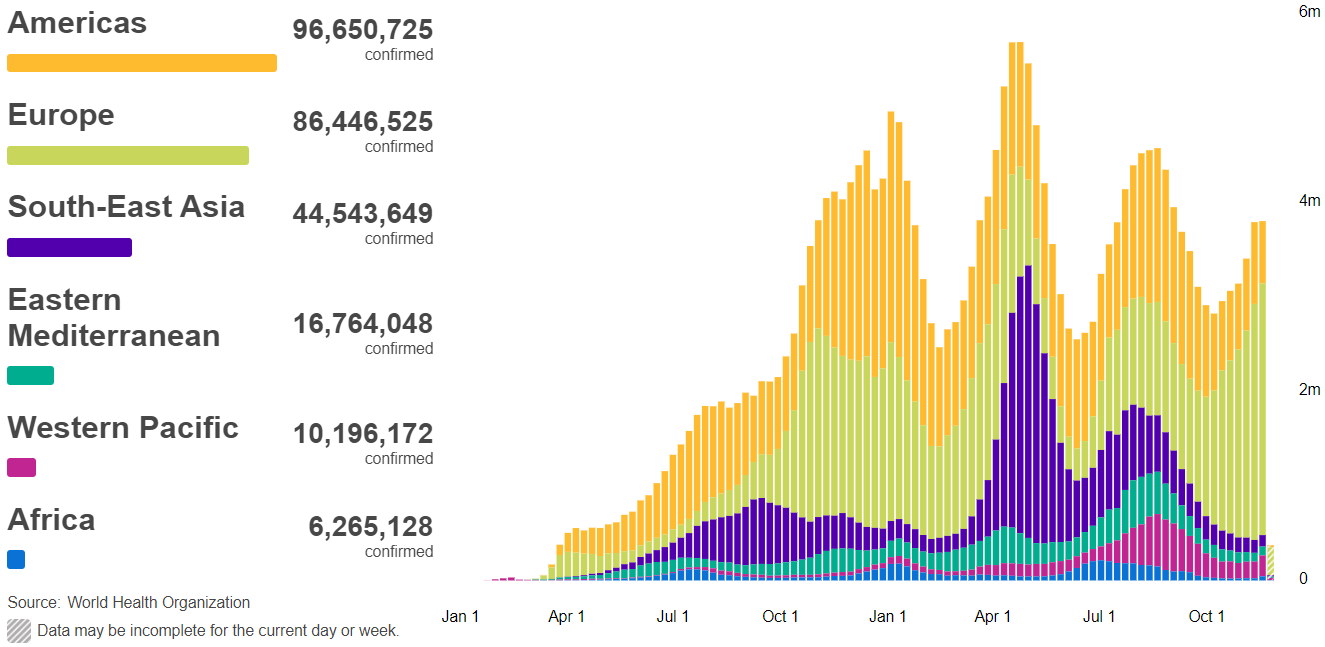 Americas
96,650,725
confirmed
Europe
86,446,525
confirmed
South-East Asia
44,543,649
confirmed
Eastern
Mediterranean
16,764,048
confirmed
Western Pacific
10,196,172
confirmed
Africa
6,265,128
confirmed
Source: World Health Organization
Data may be incomplete for the current day or week.
6m
4m
2m
0
Jan 1
Apr 1
Jul 1
Oct 1
Jan 1
Apr 1
Jul 1
Oct 1